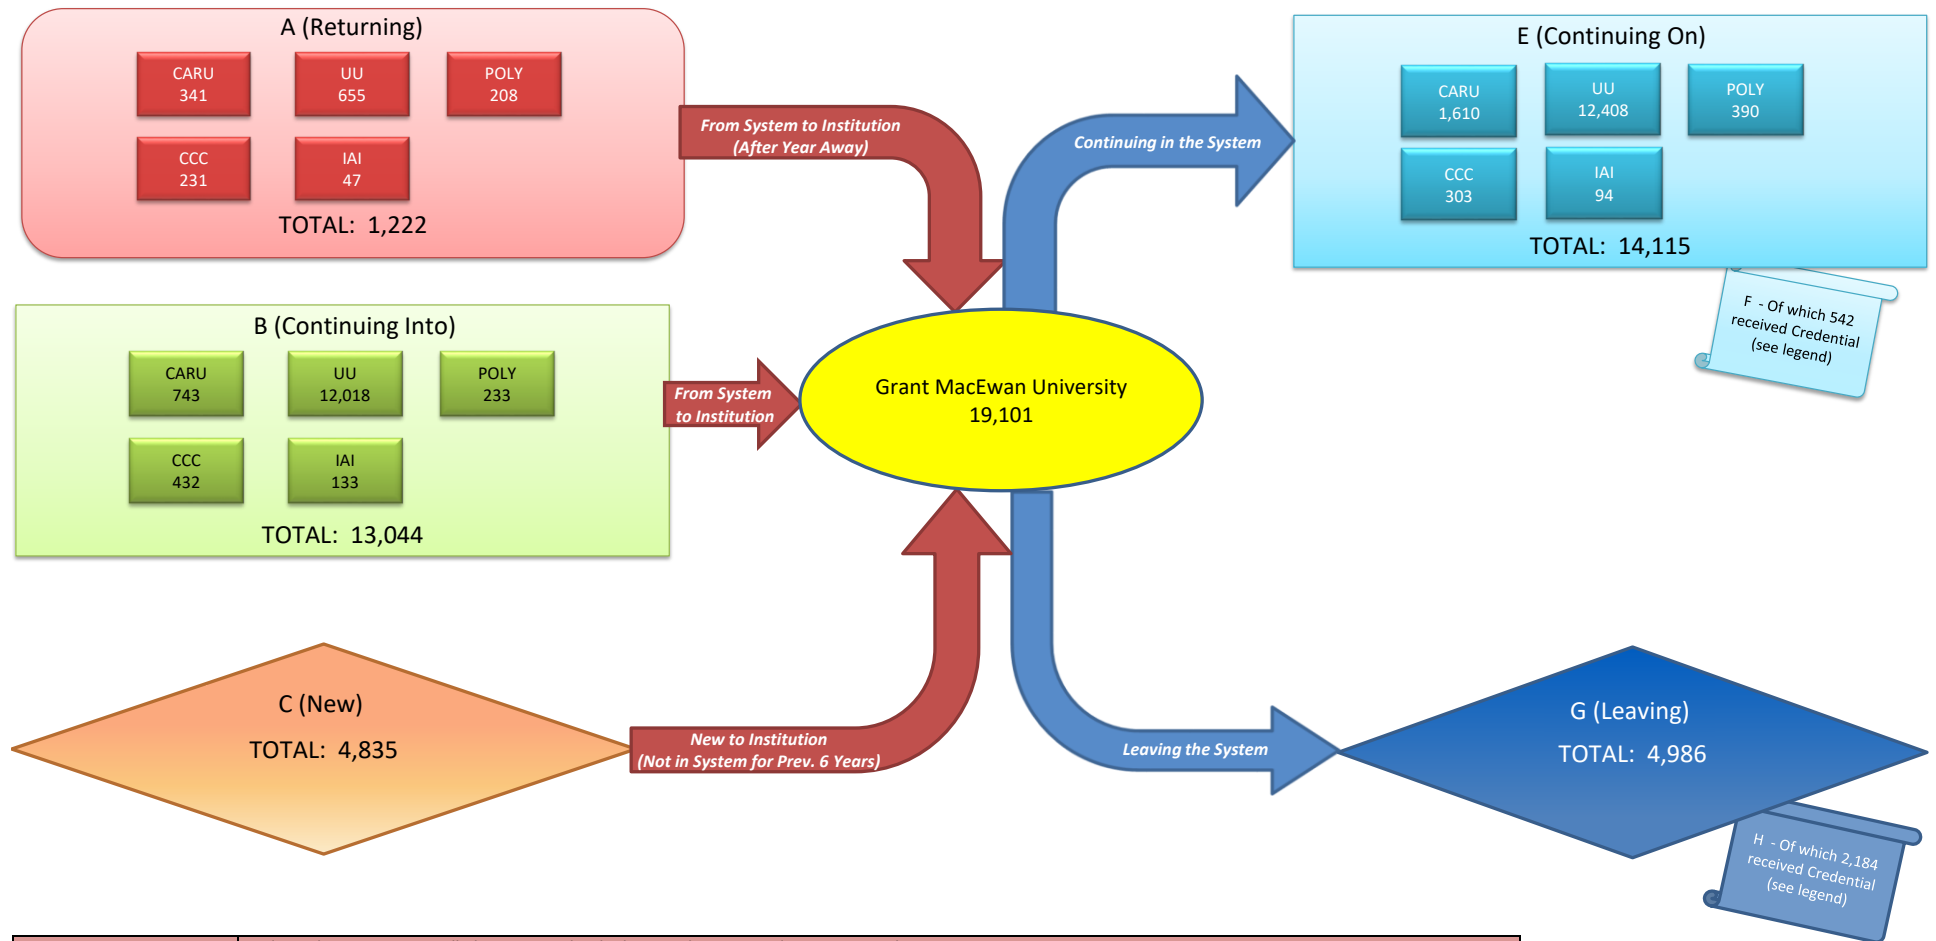 A (Returning)
CARU
341
UU
655
POLY
208
CCC
231
IAI
47
TOTAL: 1,222
From System to Institution
(After Year Away)
B (Continuing Into)
CARU
743
UU
12,018
POLY
233
CCC
432
IAI
133
TOTAL: 13,044
From System
to Institution
C (New)
TOTAL: 4,835
New to Institution
(Not in System for Prev. 6 Years)
Grant MacEwan University
19,101
Continuing in the System
E (Continuing On)
CARU
1,610
UU
12,408
POLY
390
CCC
303
IAI
94
TOTAL: 14,115
F - Of which 542
received Credential
(see legend)
Leaving the System
G (Leaving)
TOTAL: 4,986
H - Of which 2,184
received Credential
(see legend)